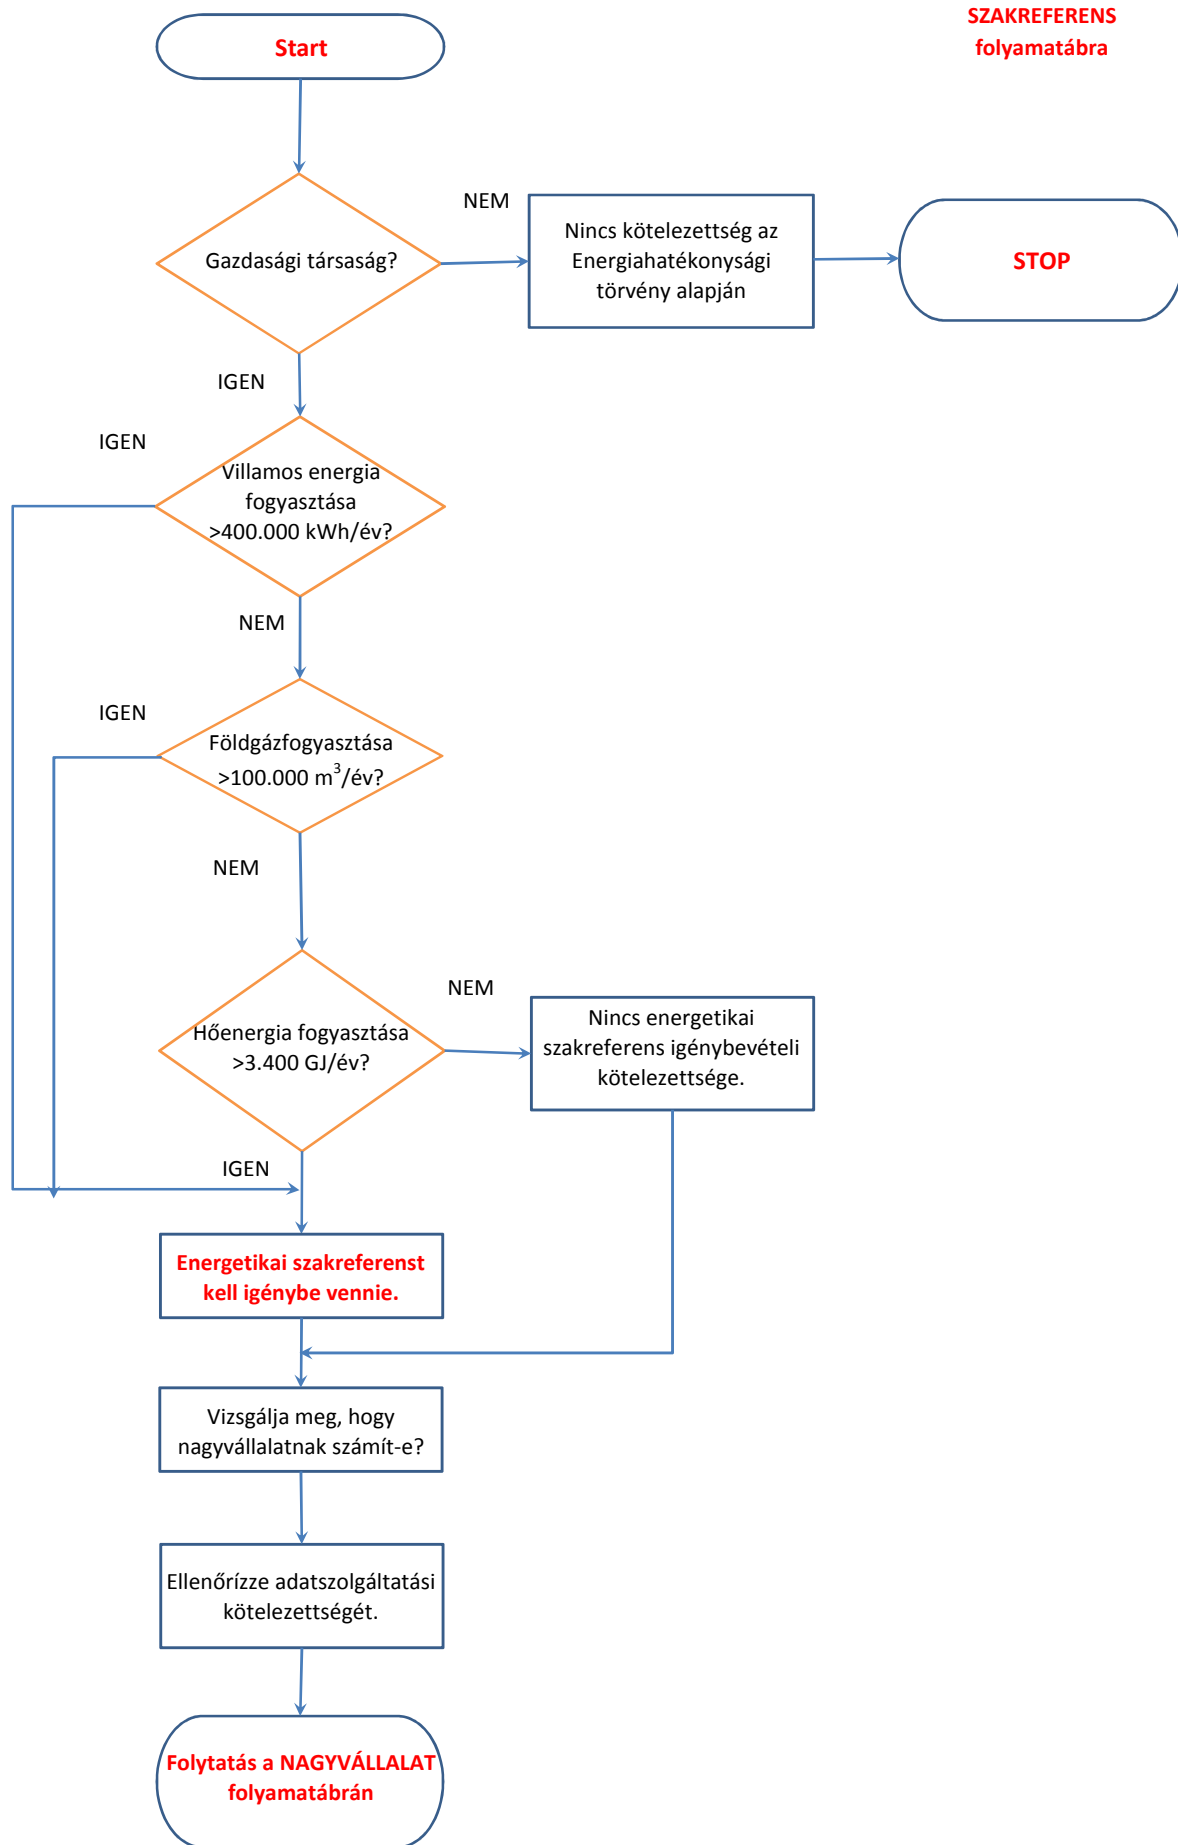 SZAKREFERENS
folyamatábra
Start
Gazdasági társaság?
NEM
Nincs kötelezettség az
Energiahatékonysági
törvény alapján
STOP
IGEN
IGEN
Villamos energia
fogyasztása
>400.000 kWh/év?
NEM
IGEN
Földgázfogyasztása
>100.000 m³/év?
NEM
Hőenergia fogyasztása
>3.400 GJ/év?
NEM
Nincs energetikai
szakreferens igénybevételi
kötelezettsége.
IGEN
Energetikai szakreferenst
kell igénybe vennie.
Vizsgálja meg, hogy
nagyvállalatnak számít-e?
Ellenőrízze adatszolgáltatási
kötelezettségét.
Folytatás a NAGYVÁLLALAT
folyamatábrán